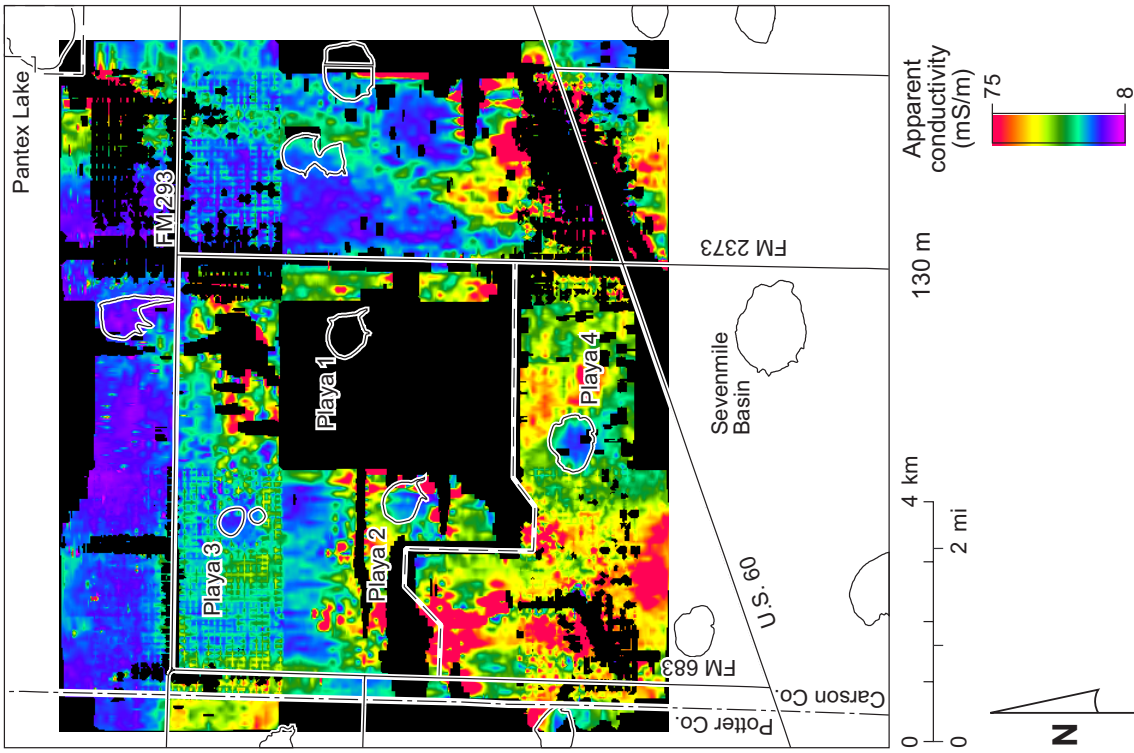 Pantex Lake
FM 293
Playa 1
Playa 3
Playa 2
Playa 4
FM 2373
Sevenmile
Basin
U.S. 60
FM 683
Carson Co.
Potter Co.
Apparent
conductivity
(mS/m)
75
8
130 m
0
4 km
0
2 mi
N